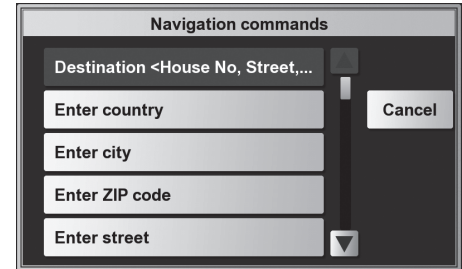 Navigation commands
Destination <House No, Street,...
Enter country
Cancel
Enter city
Enter ZIP code
Enter street